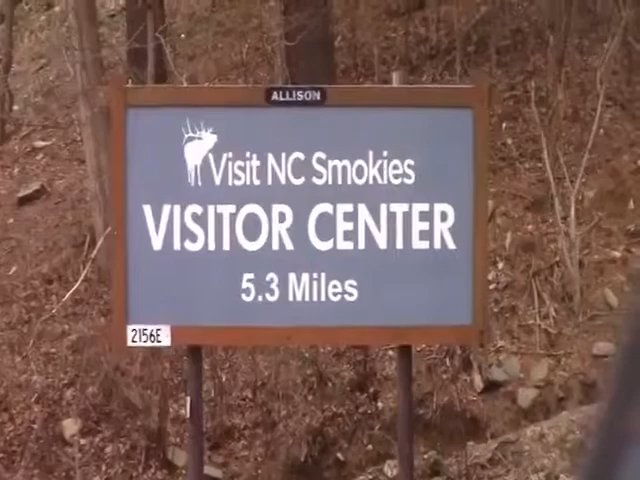 ALLISON
Visit NC Smokies
VISITOR CENTER
5.3 Miles
2156E